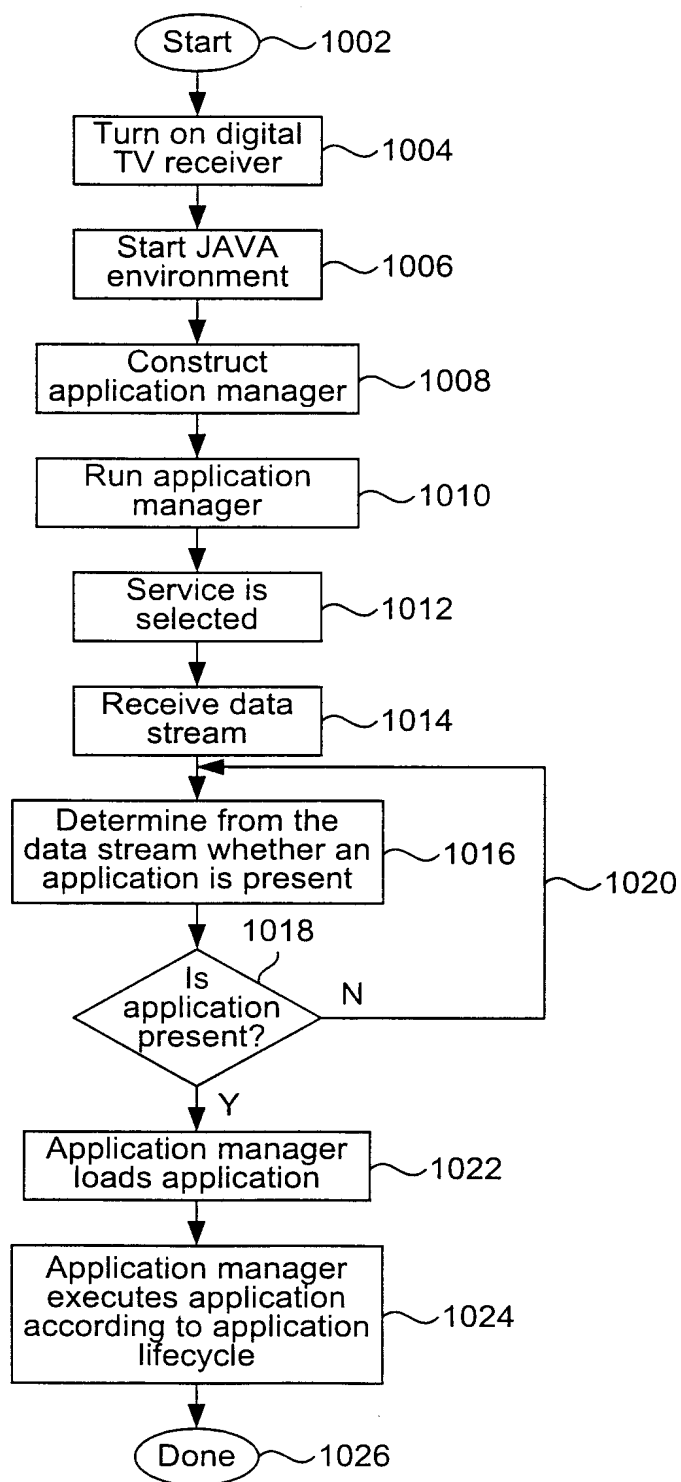 Start
1002
Turn on digital
TV receiver
1004
Start JAVA
environment
1006
Construct
application manager
1008
Run application
manager
1010
Service is
selected
1012
Receive data
stream
1014
Determine from the
data stream whether an
application is present
1016
1020
1018
Is
application
present?
N
Y
Application manager
loads application
1022
Application manager
executes application
according to application
lifecycle
1024
Done
1026